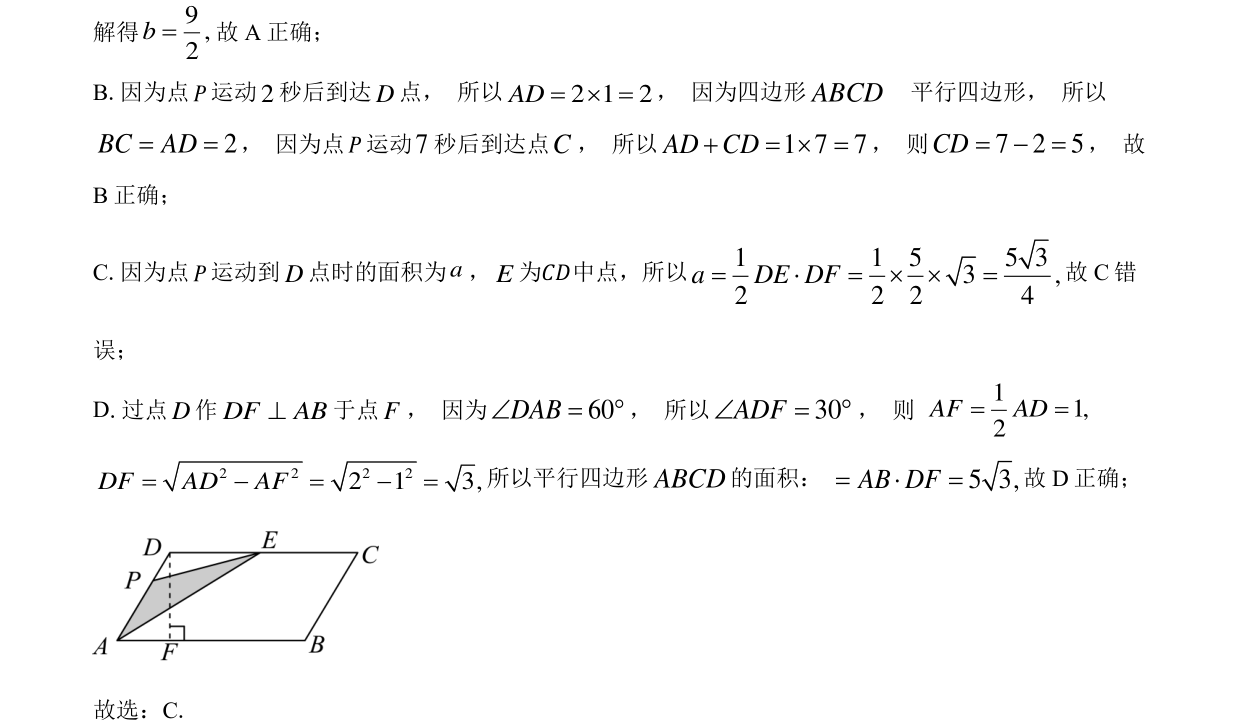 解得 b = 9/2, 故 A 正确;
B. 因为点 P 运动 2 秒后到达 D 点, 所以 AD = 2×1 = 2, 因为四边形 ABCD 平行四边形, 所以
BC = AD = 2, 因为点 P 运动 7 秒后到达点 C, 所以 AD + CD = 1×7 = 7, 则 CD = 7 − 2 = 5, 故
B 正确;
C. 因为点 P 运动到 D 点时的面积为 a, E 为 CD 中点, 所以 a = 1/2 DE · DF = 1/2 × 5/2 × √3 = 5√3/4, 故 C 错
误;
D. 过点 D 作 DF ⊥ AB 于点 F, 因为 ∠DAB = 60°, 所以 ∠ADF = 30°, 则 AF = 1/2 AD = 1,
DF = √(AD² − AF²) = √(2² − 1²) = √3, 所以平行四边形 ABCD 的面积: = AB · DF = 5√3, 故 D 正确;
D E C
P
A F B
故选: C.